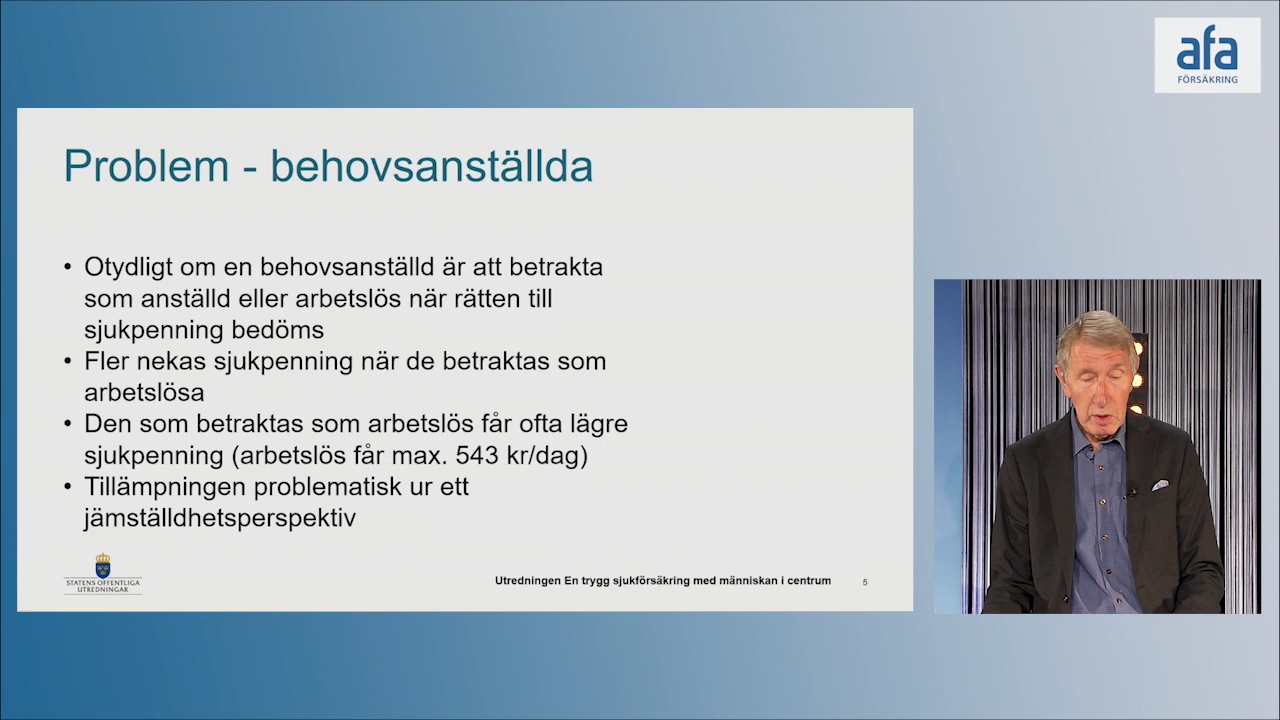 afa
FÖRSÄKRING
Problem - behovsanställda
• Otydligt om en behovsanställd är att betrakta
som anställd eller arbetslös när rätten till
sjukpenning bedöms
• Fler nekas sjukpenning när de betraktas som
arbetslösa
• Den som betraktas som arbetslös får ofta lägre
sjukpenning (arbetslös får max. 543 kr/dag)
• Tillämpningen problematisk ur ett
jämställdhetsperspektiv
STATENS OFFENTLIGA
UTREDNINGAR
Utredningen En trygg sjukförsäkring med människan i centrum
5